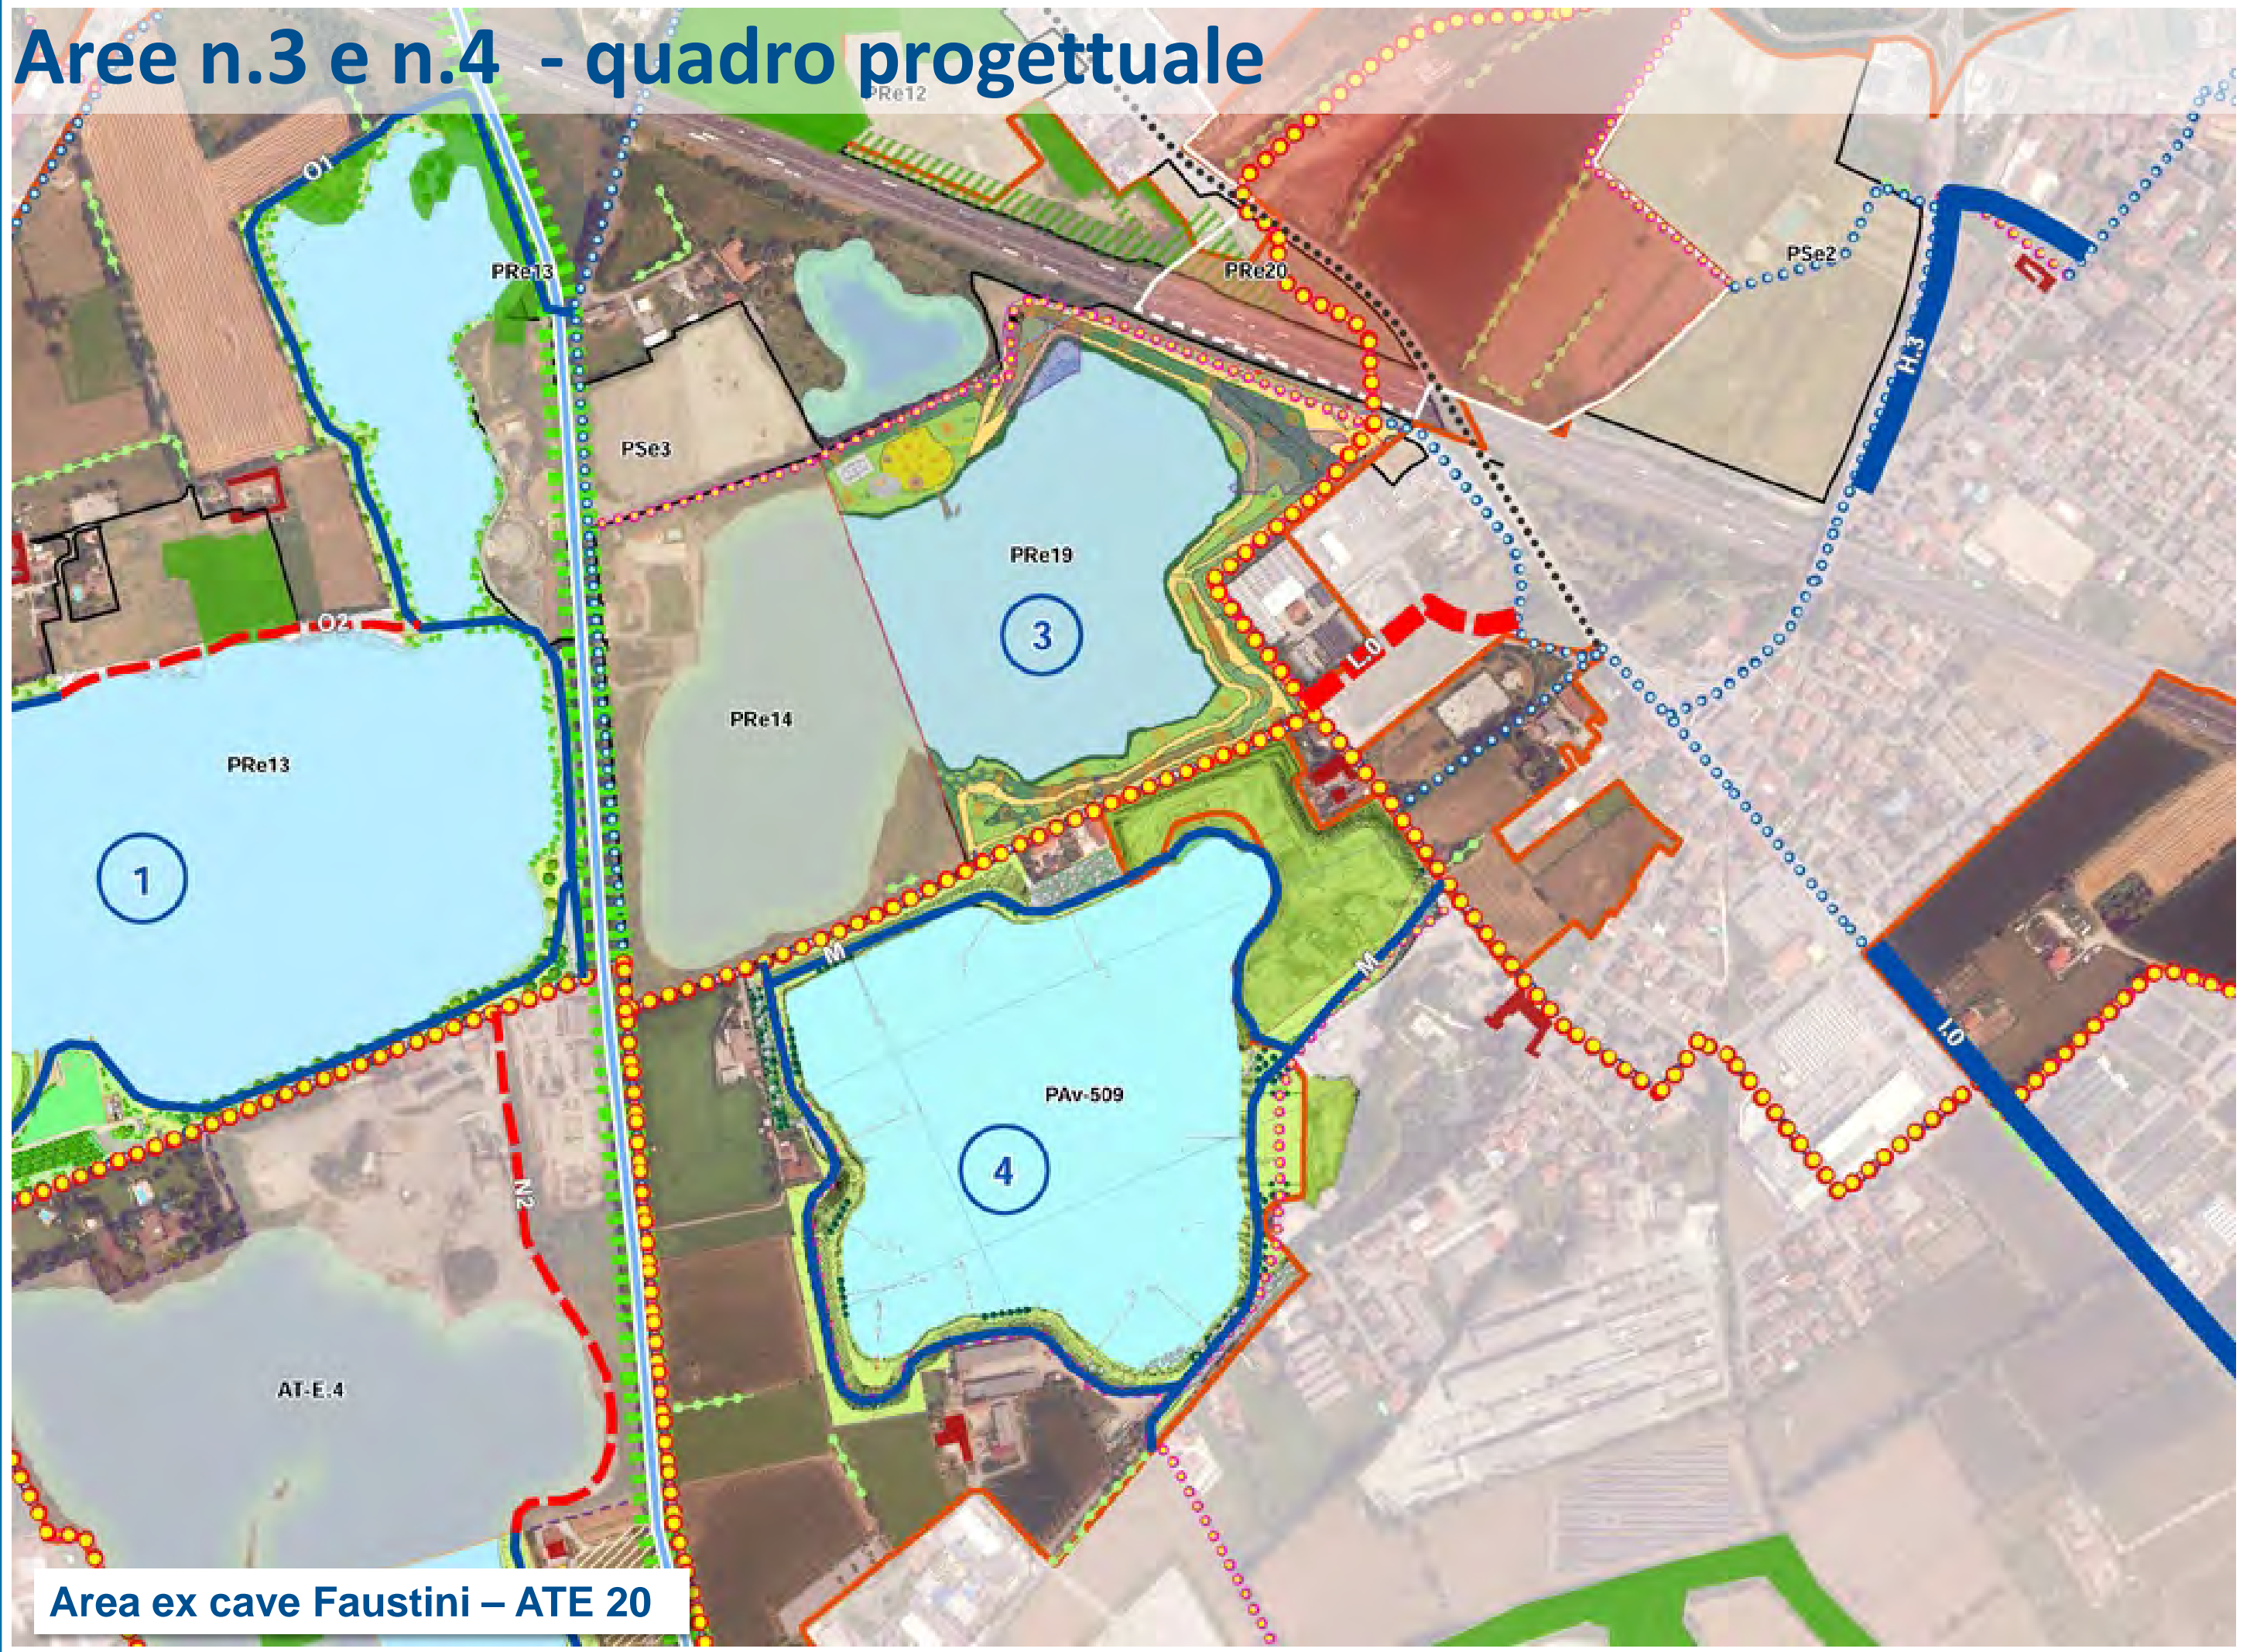 Aree n.3 e n.4 - quadro progettuale
PRe12
O1
PRe13
PRe20
PSe2
H.3
PSe3
PRe19
3
O2
L.0
PRe14
PRe13
1
M
M
I.0
PAv-509
4
N2
AT-E.4
Area ex cave Faustini – ATE 20